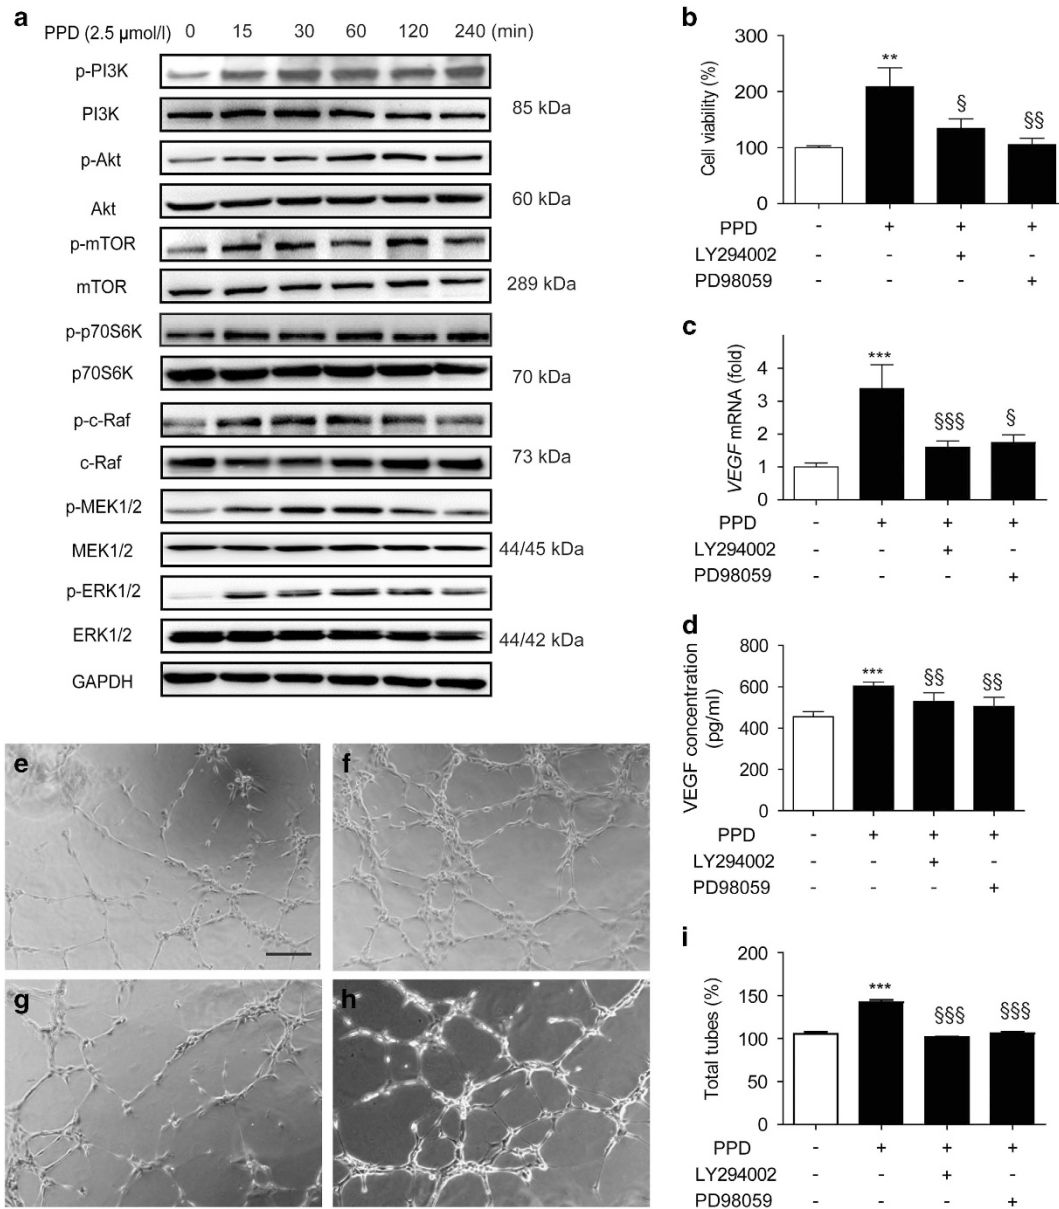 a
PPD (2.5 µmol/l) 0 15 30 60 120 240 (min)
p-PI3K
PI3K 85 kDa
p-Akt
Akt 60 kDa
p-mTOR
mTOR 289 kDa
p-p70S6K
p70S6K 70 kDa
p-c-Raf
c-Raf 73 kDa
p-MEK1/2
MEK1/2 44/45 kDa
p-ERK1/2
ERK1/2 44/42 kDa
GAPDH
b
Cell viability (%)
300
200
100
0
**
§
§§
PPD - + + +
LY294002 - - + -
PD98059 - - - +
c
VEGF mRNA (fold)
4
3
2
1
0
***
§§§
§
PPD - + + +
LY294002 - - + -
PD98059 - - - +
d
VEGF concentration
(pg/ml)
800
600
400
200
0
***
§§
§§
PPD - + + +
LY294002 - - + -
PD98059 - - - +
e
f
g
h
i
Total tubes (%)
200
150
100
50
0
***
§§§
§§§
PPD - + + +
LY294002 - - + -
PD98059 - - - +